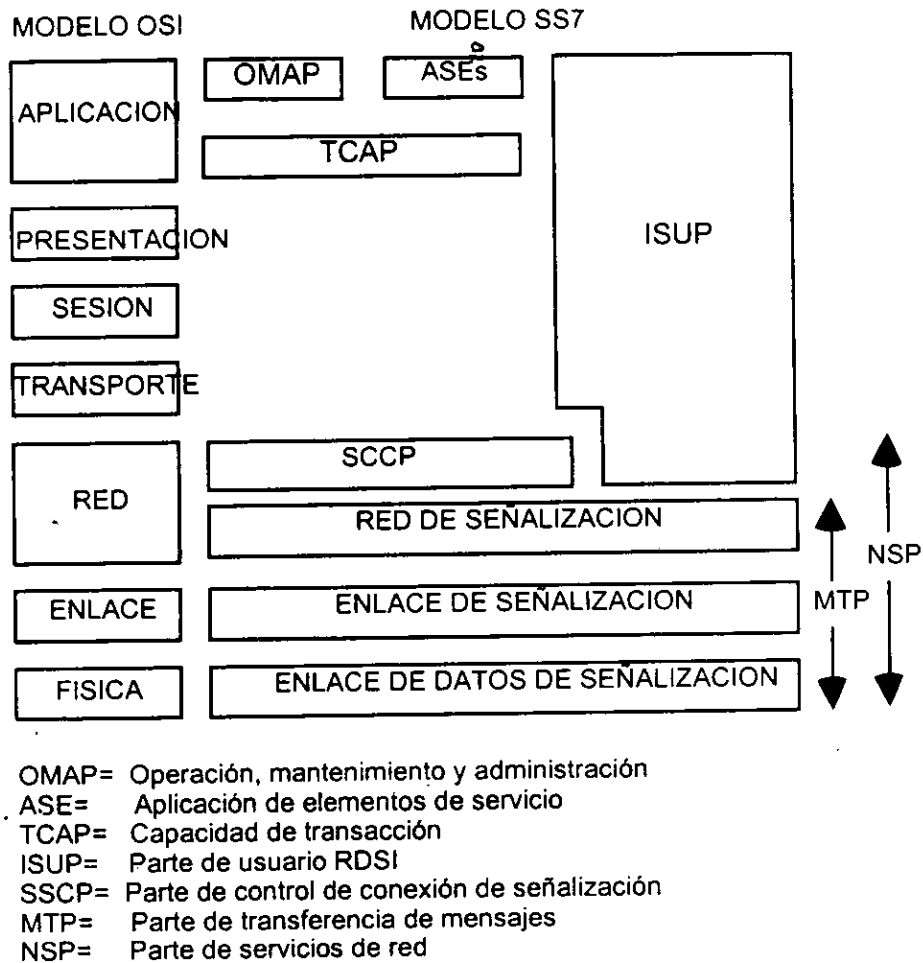 MODELO OSI
MODELO SS7
APLICACION
OMAP
ASEs
TCAP
ISUP
PRESENTACION
SESION
TRANSPORTE
RED
SCCP
RED DE SEÑALIZACION
NSP
ENLACE
ENLACE DE SEÑALIZACION
MTP
FISICA
ENLACE DE DATOS DE SEÑALIZACION
OMAP= Operación, mantenimiento y administración
ASE= Aplicación de elementos de servicio
TCAP= Capacidad de transacción
ISUP= Parte de usuario RDSI
SSCP= Parte de control de conexión de señalización
MTP= Parte de transferencia de mensajes
NSP= Parte de servicios de red